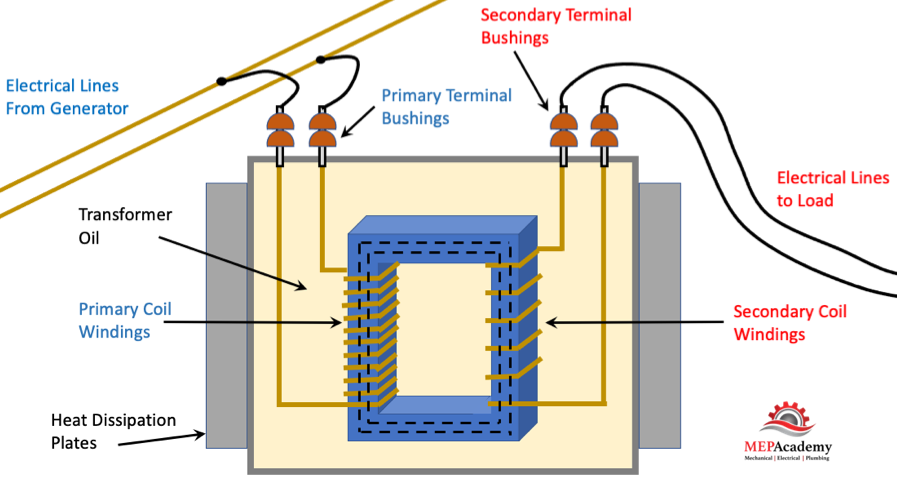 Secondary Terminal
Bushings
Electrical Lines
From Generator
Primary Terminal
Bushings
Electrical Lines
to Load
Transformer
Oil
Primary Coil
Windings
Secondary Coil
Windings
Heat Dissipation
Plates
MEPAcademy
Mechanical | Electrical | Plumbing